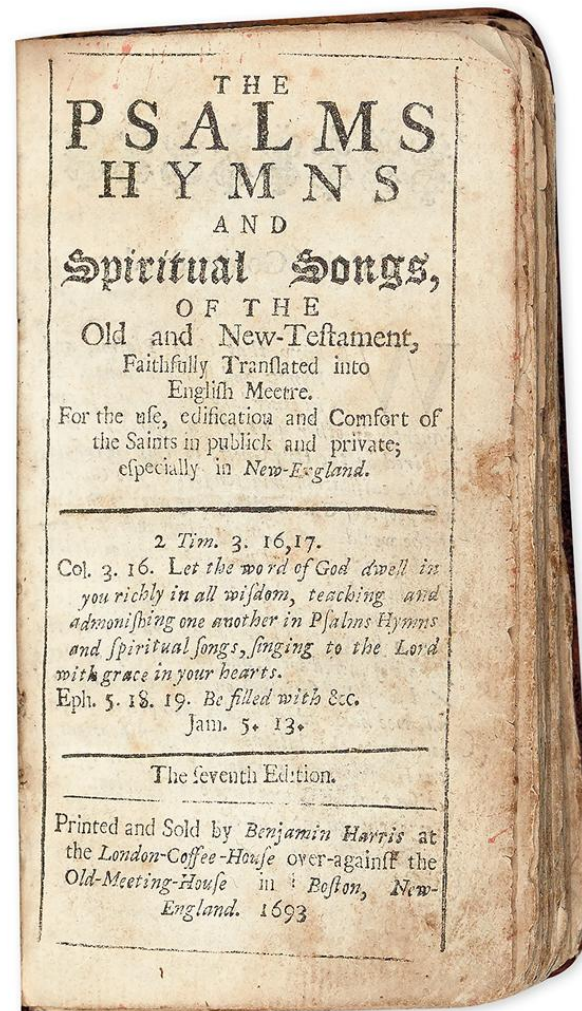 THE
PSALMS
HYMNS
AND
Spiritual Songs,
OF THE
Old and New-Teſtament,
Faithfully Tranſlated into
Engliſh Meetre.
For the uſe, edification and Comfort of
the Saints in publick and private;
eſpecially in New-England.
2 Tim. 3. 16,17.
Col. 3. 16. Let the word of God dwell in
you richly in all wiſdom, teaching and
admoniſhing one another in Pſalms Hymns
and ſpiritual ſongs, ſinging to the Lord
with grace in your hearts.
Eph. 5. 18. 19. Be filled with &c.
Jam. 5. 13.
The ſeventh Edition.
Printed and Sold by Benjamin Harris at
the London-Coffee-Houſe over-againſt the
Old-Meeting-Houſe in Boſton, New-
England. 1693